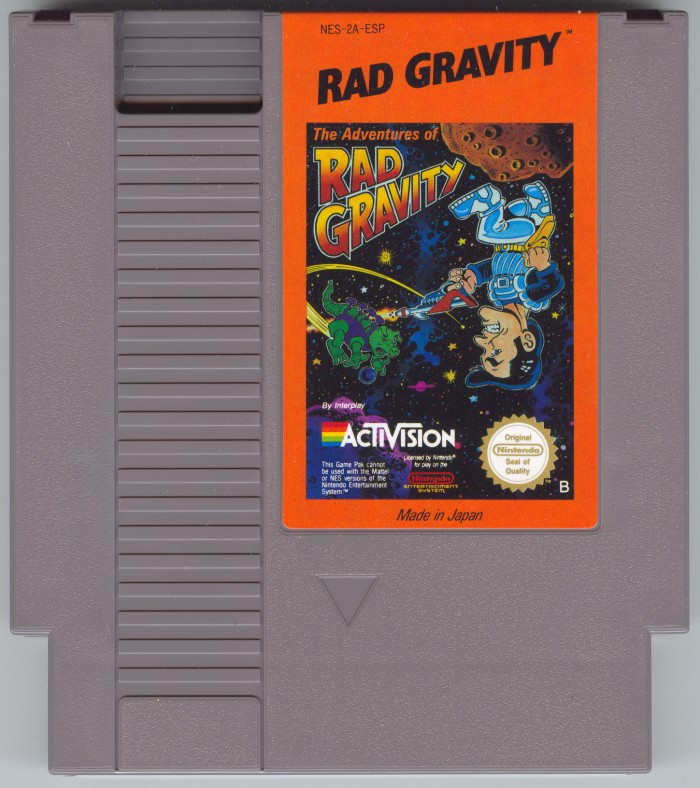 NES-2A-ESP
RAD GRAVITY™
The Adventures of
RAD
GRAVITY
By Interplay
ACTIVISION.
This Game Pak cannot
be used with the Mattel
or NES versions of the
Nintendo Entertainment
System.™
Licensed by Nintendo®
for play on the
Nintendo
ENTERTAINMENT
SYSTEM™
Original
Nintendo
Seal of
Quality
™
B
Made in Japan